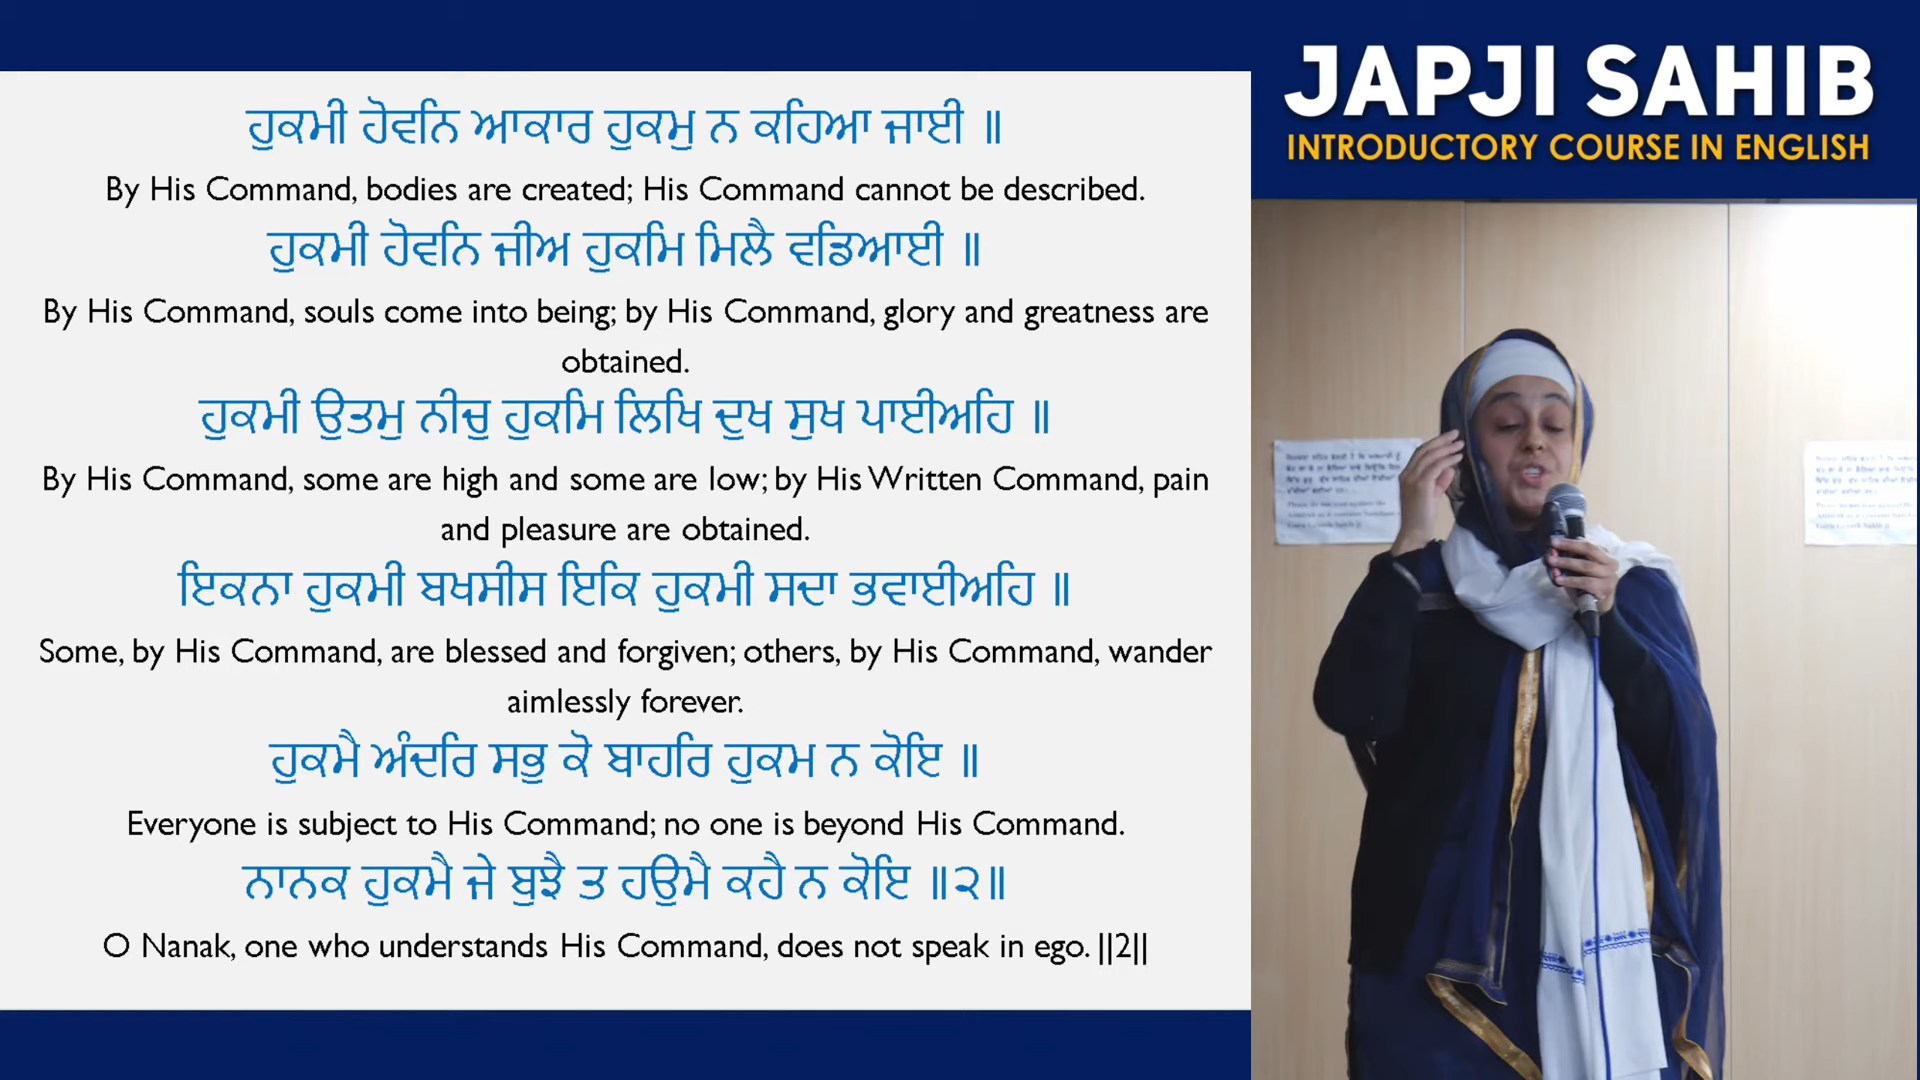 JAPJI SAHIB
INTRODUCTORY COURSE IN ENGLISH
ਹੁਕਮੀ ਹੋਵਨਿ ਆਕਾਰ ਹੁਕਮੁ ਨ ਕਹਿਆ ਜਾਈ ॥
By His Command, bodies are created; His Command cannot be described.
ਹੁਕਮੀ ਹੋਵਨਿ ਜੀਅ ਹੁਕਮਿ ਮਿਲੈ ਵਡਿਆਈ ॥
By His Command, souls come into being; by His Command, glory and greatness are
obtained.
ਹੁਕਮੀ ਉਤਮੁ ਨੀਚੁ ਹੁਕਮਿ ਲਿਖਿ ਦੁਖ ਸੁਖ ਪਾਈਅਹਿ ॥
By His Command, some are high and some are low; by His Written Command, pain
and pleasure are obtained.
ਇਕਨਾ ਹੁਕਮੀ ਬਖਸੀਸ ਇਕਿ ਹੁਕਮੀ ਸਦਾ ਭਵਾਈਅਹਿ ॥
Some, by His Command, are blessed and forgiven; others, by His Command, wander
aimlessly forever.
ਹੁਕਮੈ ਅੰਦਰਿ ਸਭੁ ਕੋ ਬਾਹਰਿ ਹੁਕਮ ਨ ਕੋਇ ॥
Everyone is subject to His Command; no one is beyond His Command.
ਨਾਨਕ ਹੁਕਮੈ ਜੇ ਬੁਝੈ ਤ ਹਉਮੈ ਕਹੈ ਨ ਕੋਇ ॥੨॥
O Nanak, one who understands His Command, does not speak in ego. ||2||